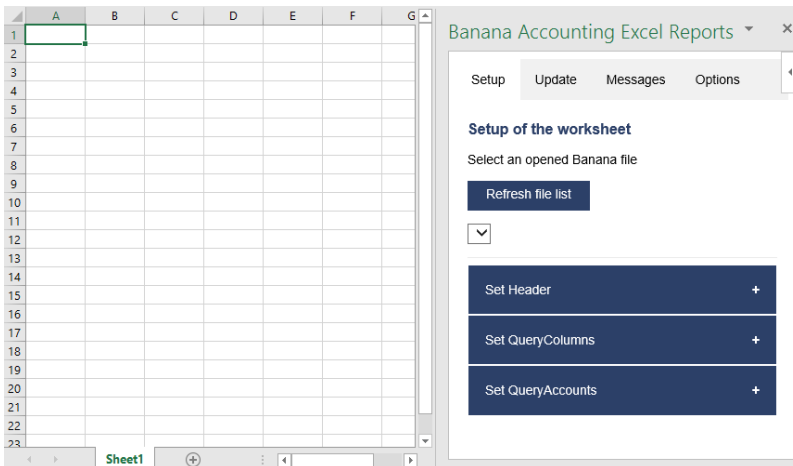 A B C D E F G
1
2
3
4
5
6
7
8
9
10
11
12
13
14
15
16
17
18
19
20
21
22
23
Sheet1
Banana Accounting Excel Reports
Setup Update Messages Options
Setup of the worksheet
Select an opened Banana file
Refresh file list
Set Header +
Set QueryColumns +
Set QueryAccounts +